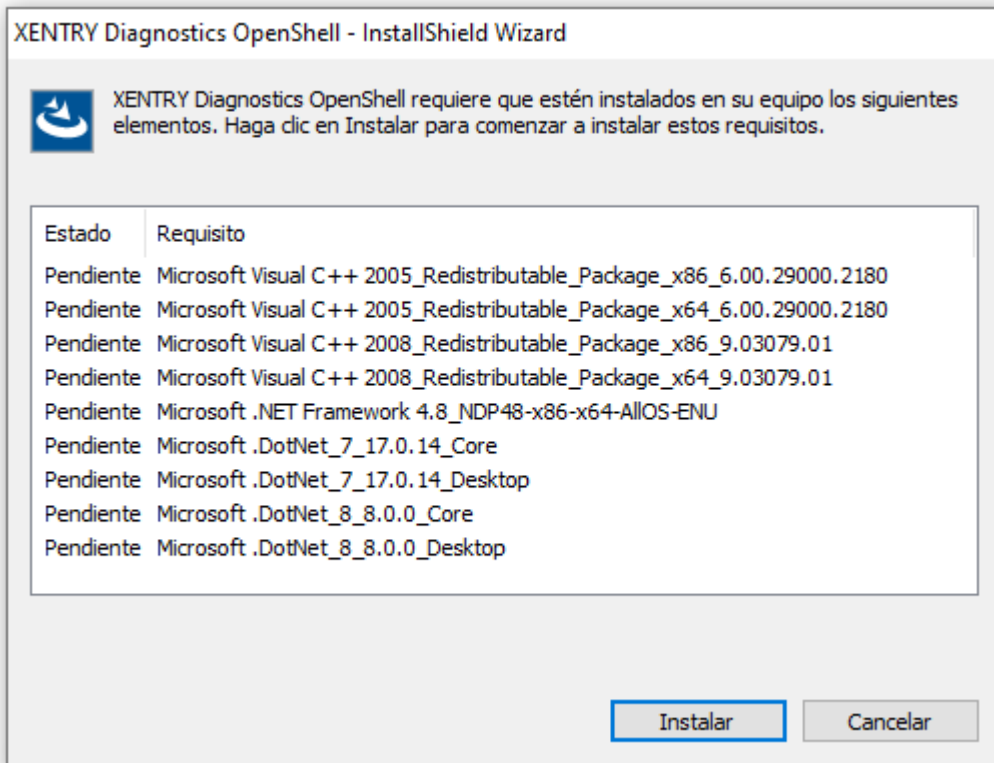 XENTRY Diagnostics OpenShell - InstallShield Wizard
XENTRY Diagnostics OpenShell requiere que estén instalados en su equipo los siguientes
elementos. Haga clic en Instalar para comenzar a instalar estos requisitos.
Estado Requisito
Pendiente Microsoft Visual C++ 2005_Redistributable_Package_x86_6.00.29000.2180
Pendiente Microsoft Visual C++ 2005_Redistributable_Package_x64_6.00.29000.2180
Pendiente Microsoft Visual C++ 2008_Redistributable_Package_x86_9.03079.01
Pendiente Microsoft Visual C++ 2008_Redistributable_Package_x64_9.03079.01
Pendiente Microsoft .NET Framework 4.8_NDP48-x86-x64-AllOS-ENU
Pendiente Microsoft .DotNet_7_17.0.14_Core
Pendiente Microsoft .DotNet_7_17.0.14_Desktop
Pendiente Microsoft .DotNet_8_8.0.0_Core
Pendiente Microsoft .DotNet_8_8.0.0_Desktop
Instalar Cancelar